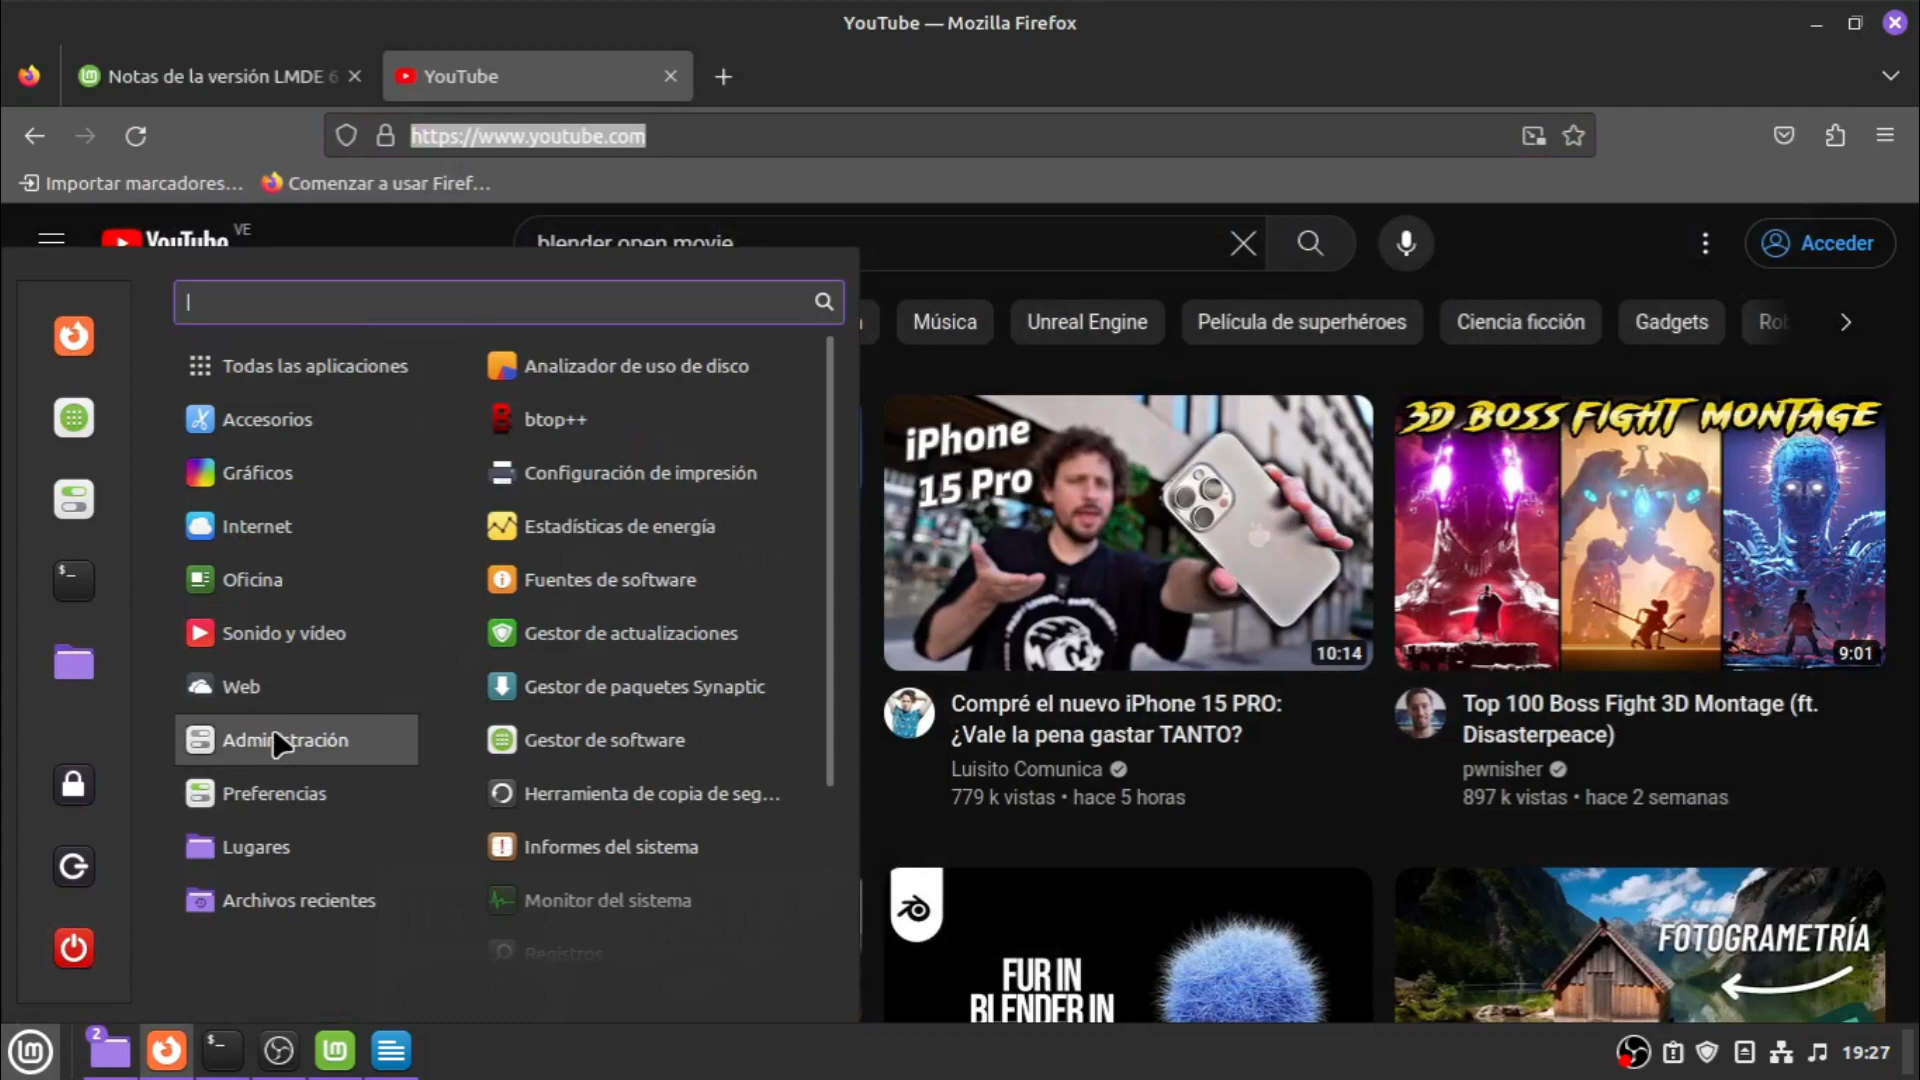 YouTube — Mozilla Firefox
Notas de la versión LMDE 6
YouTube
https://www.youtube.com
Importar marcadores...
Comenzar a usar Firef...
YouTube VE
blender open movie
Acceder
Música
Unreal Engine
Película de superhéroes
Ciencia ficción
Gadgets
Todas las aplicaciones
Accesorios
Gráficos
Internet
Oficina
Sonido y vídeo
Web
Administración
Preferencias
Lugares
Archivos recientes
Analizador de uso de disco
btop++
Configuración de impresión
Estadísticas de energía
Fuentes de software
Gestor de actualizaciones
Gestor de paquetes Synaptic
Gestor de software
Herramienta de copia de seg...
Informes del sistema
Monitor del sistema
Registros
iPhone
15 Pro
10:14
Compré el nuevo iPhone 15 PRO:
¿Vale la pena gastar TANTO?
Luisito Comunica
779 k vistas • hace 5 horas
3D BOSS FIGHT MONTAGE
9:01
Top 100 Boss Fight 3D Montage (ft.
Disasterpeace)
pwnisher
897 k vistas • hace 2 semanas
FUR IN
BLENDER IN
FOTOGRAMETRÍA
2
19:27